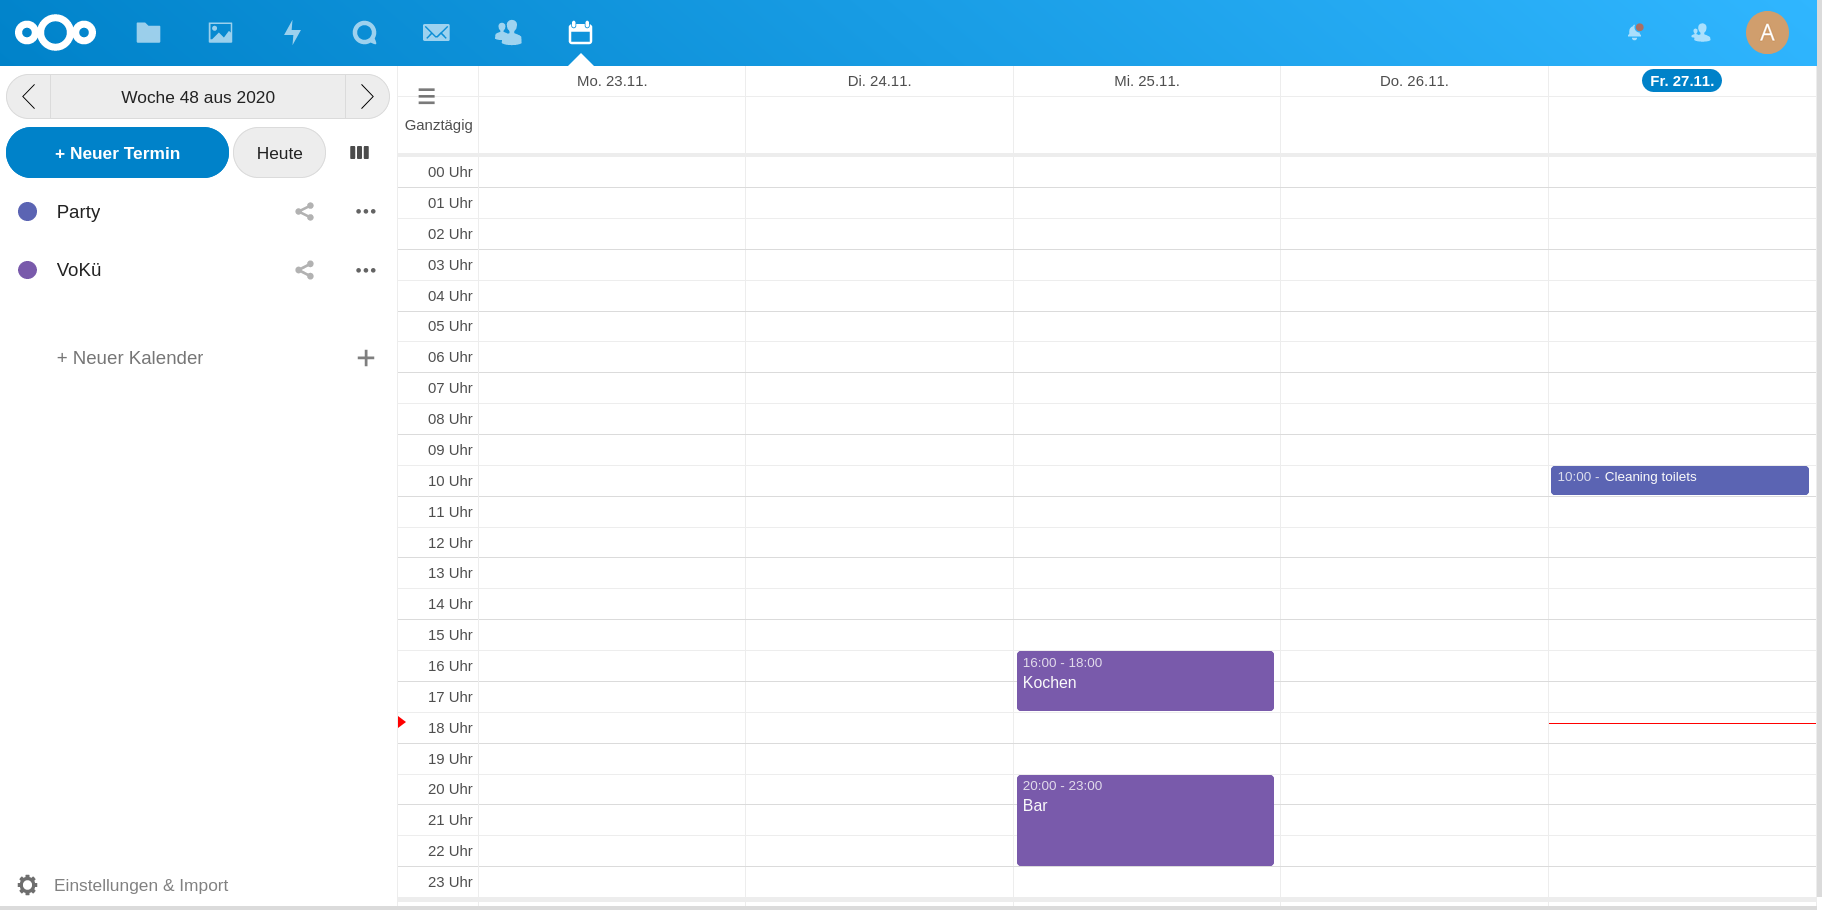 A
Woche 48 aus 2020
+ Neuer Termin
Heute
Party
VoKü
+ Neuer Kalender
Einstellungen & Import
Mo. 23.11.
Di. 24.11.
Mi. 25.11.
Do. 26.11.
Fr. 27.11.
Ganztägig
00 Uhr
01 Uhr
02 Uhr
03 Uhr
04 Uhr
05 Uhr
06 Uhr
07 Uhr
08 Uhr
09 Uhr
10 Uhr
10:00 - Cleaning toilets
11 Uhr
12 Uhr
13 Uhr
14 Uhr
15 Uhr
16 Uhr
16:00 - 18:00
Kochen
17 Uhr
18 Uhr
19 Uhr
20 Uhr
20:00 - 23:00
Bar
21 Uhr
22 Uhr
23 Uhr